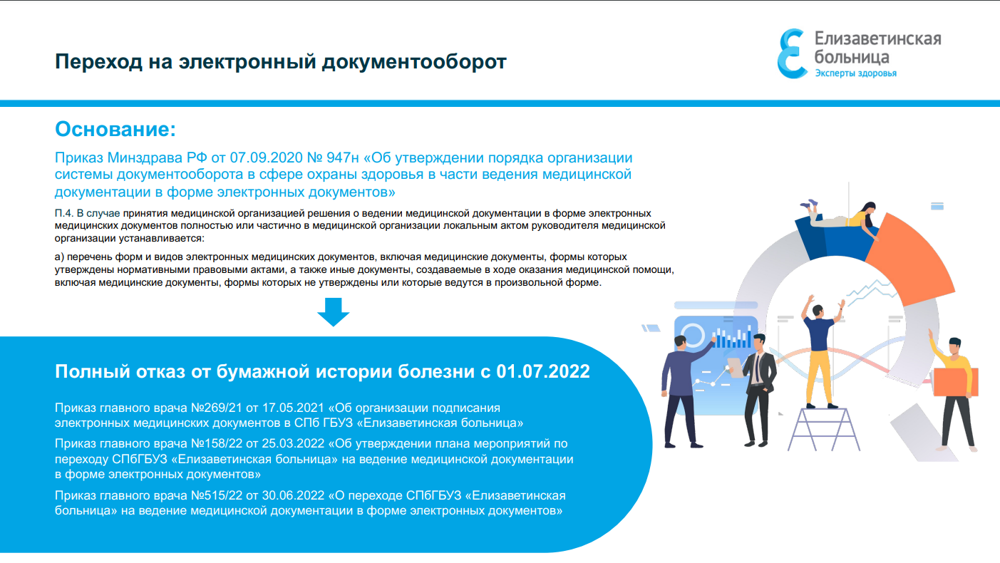 Переход на электронный документооборот
Елизаветинская
больница
Эксперты здоровья
Основание:
Приказ Минздрава РФ от 07.09.2020 № 947н «Об утверждении порядка организации
системы документооборота в сфере охраны здоровья в части ведения медицинской
документации в форме электронных документов»
П.4. В случае принятия медицинской организацией решения о ведении медицинской документации в форме электронных
медицинских документов полностью или частично в медицинской организации локальным актом руководителя медицинской
организации устанавливается:
а) перечень форм и видов электронных медицинских документов, включая медицинские документы, формы которых
утверждены нормативными правовыми актами, а также иные документы, создаваемые в ходе оказания медицинской помощи,
включая медицинские документы, формы которых не утверждены или которые ведутся в произвольной форме.
Полный отказ от бумажной истории болезни с 01.07.2022
Приказ главного врача №269/21 от 17.05.2021 «Об организации подписания
электронных медицинских документов в СПб ГБУЗ «Елизаветинская больница»
Приказ главного врача №158/22 от 25.03.2022 «Об утверждении плана мероприятий по
переходу СПбГБУЗ «Елизаветинская больница» на ведение медицинской документации
в форме электронных документов»
Приказ главного врача №515/22 от 30.06.2022 «О переходе СПбГБУЗ «Елизаветинская
больница» на ведение медицинской документации в форме электронных документов»